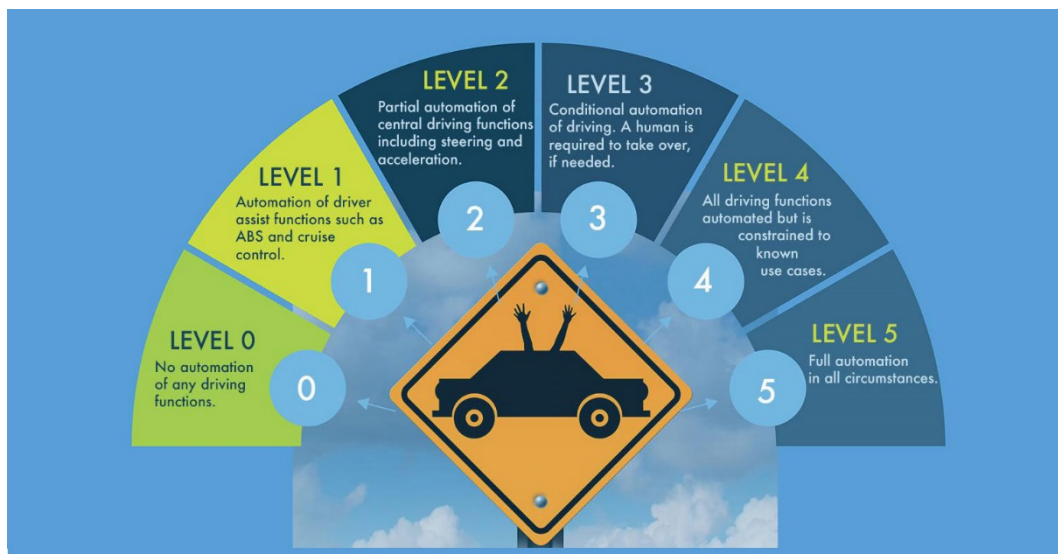 LEVEL 0
No automation
of any driving
functions.
0
LEVEL 1
Automation of driver
assist functions such as
ABS and cruise
control.
1
LEVEL 2
Partial automation of
central driving functions
including steering and
acceleration.
2
LEVEL 3
Conditional automation
of driving. A human is
required to take over,
if needed.
3
LEVEL 4
All driving functions
automated but is
constrained to
known
use cases.
4
LEVEL 5
Full automation
in all circumstances.
5